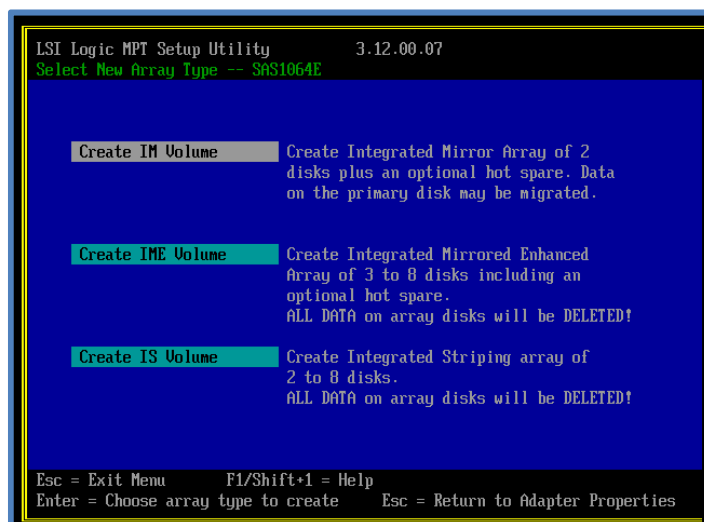 LSI Logic MPT Setup Utility 3.12.00.07
Select New Array Type -- SAS1064E
Create IM Volume Create Integrated Mirror Array of 2
disks plus an optional hot spare. Data
on the primary disk may be migrated.
Create IME Volume Create Integrated Mirrored Enhanced
Array of 3 to 8 disks including an
optional hot spare.
ALL DATA on array disks will be DELETED!
Create IS Volume Create Integrated Striping array of
2 to 8 disks.
ALL DATA on array disks will be DELETED!
Esc = Exit Menu F1/Shift+1 = Help
Enter = Choose array type to create Esc = Return to Adapter Properties